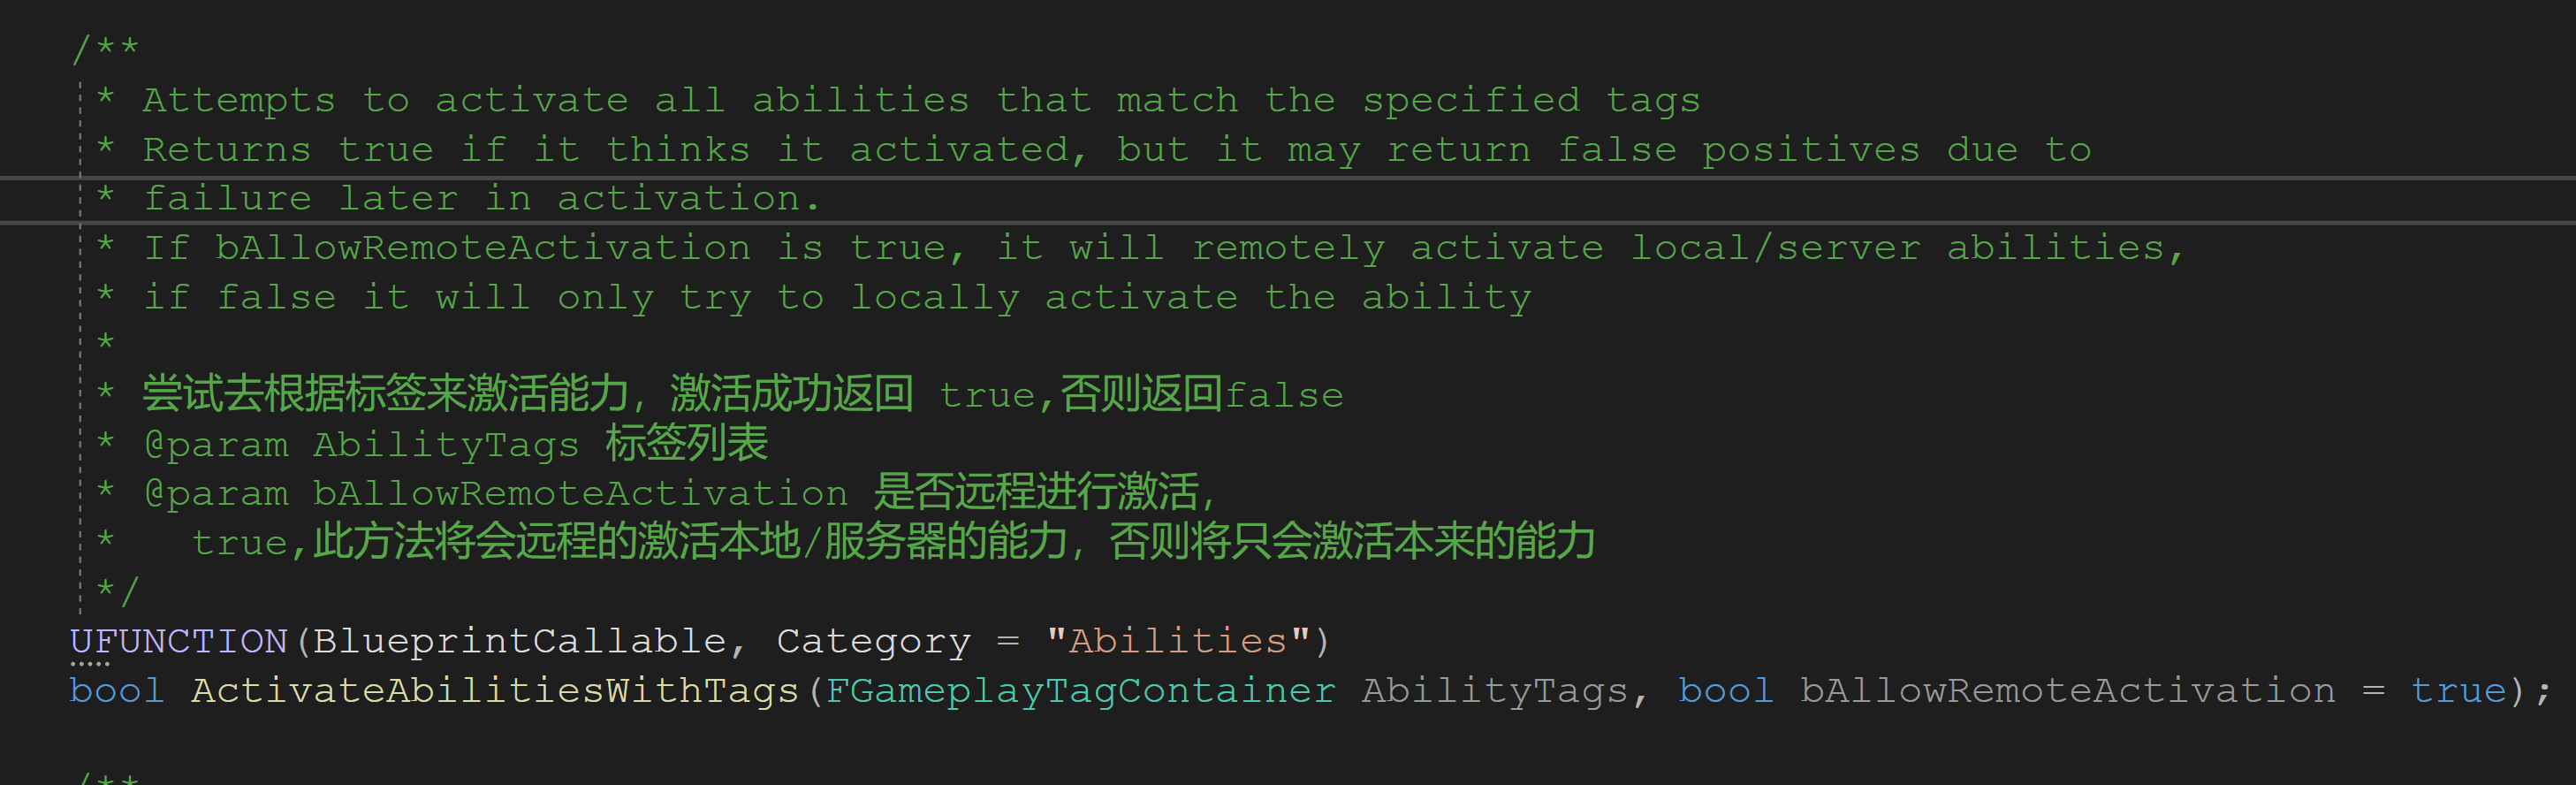 /**
* Attempts to activate all abilities that match the specified tags
* Returns true if it thinks it activated, but it may return false positives due to
* failure later in activation.
* If bAllowRemoteActivation is true, it will remotely activate local/server abilities,
* if false it will only try to locally activate the ability
*
* 尝试去根据标签来激活能力，激活成功返回 true,否则返回false
* @param AbilityTags 标签列表
* @param bAllowRemoteActivation 是否远程进行激活，
*   true,此方法将会远程的激活本地/服务器的能力，否则将只会激活本来的能力
*/
UFUNCTION(BlueprintCallable, Category = "Abilities")
bool ActivateAbilitiesWithTags(FGameplayTagContainer AbilityTags, bool bAllowRemoteActivation = true);
/**